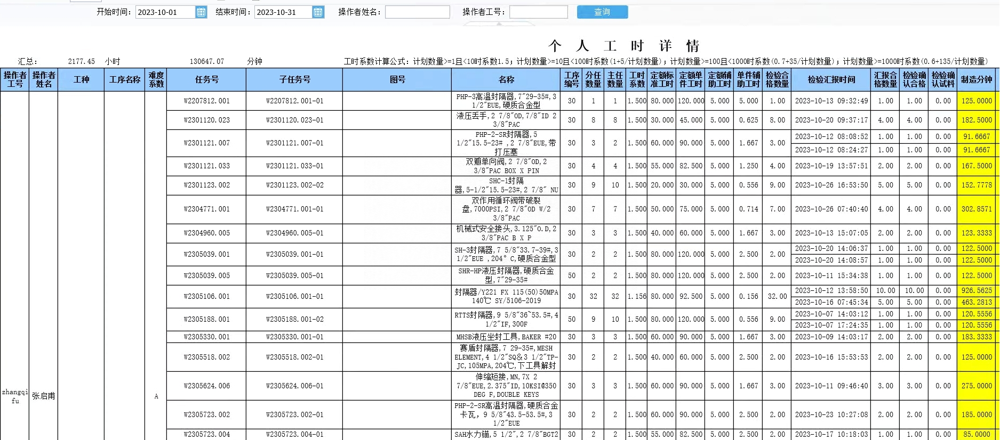 开始时间: 2023-10-01 结束时间: 2023-10-31 操作者姓名: 操作者工号: 查询
个 人 工 时 详 情
汇总: 2177.45 小时 130647.07 分钟 工时系数计算公式: 计划数量>=1且<10时系数1.5; 计划数量>=10且<100时系数(1+5/计划数量); 计划数量>=100且<1000时系数(0.7+35/计划数量); 计划数量>=1000时系数(0.6+135/计划数量)
操作者工号 操作者姓名 工种 工序名称 难度系数 任务号 子任务号 图号 名称 工序编号 分任数量 主任数量 工时系数 定额标准工时 定额单件工时 定额辅助工时 单件辅助工时 检验合格数量 检验汇报时间 汇报合格数量 检验确认合格 检验确认试料 制造分钟
W2207812.001 W2207812.001-01 PHP-3高温封隔器,7"29-35#,3 1/2"EUE,硬质合金型 30 1 1 1.500 80.000 120.000 5.000 5.000 1.00 2023-10-13 09:32:49 1.00 1.00 0.00 125.0000
W2301120.023 W2301120.023-01 液压丢手,2 7/8"OD,7/8"ID 2 3/8"PAC 30 8 8 1.500 30.000 45.000 5.000 0.625 8.00 2023-10-20 09:37:17 4.00 4.00 0.00 182.5000
W2301121.007 W2301121.007-01 PHP-2-SR封隔器,5 1/2"15.5-23# ,2 7/8"EUE,带打压塞 30 3 2 1.500 60.000 90.000 5.000 1.667 3.00 2023-10-12 08:08:52 1.00 1.00 0.00 91.6667
2023-10-12 08:24:27 1.00 1.00 0.00 91.6667
W2301121.033 W2301121.033-01 双瓣单向阀,2 7/8"OD,2 3/8"PAC BOX X PIN 30 4 4 1.500 55.000 82.500 5.000 1.250 4.00 2023-10-19 13:57:51 2.00 2.00 0.00 167.5000
W2301123.002 W2301123.002-02 SHC-1封隔器,5-1/2"15.5-23#,2 7/8" NU 30 9 10 1.500 20.000 30.000 5.000 0.556 9.00 2023-10-26 16:53:50 5.00 5.00 0.00 152.7778
W2304771.001 W2304771.001-01 双作用循环阀带破裂盘,7000PSI,2 7/8"OD W/2 3/8"PAC 30 7 7 1.500 50.000 75.000 5.000 0.714 7.00 2023-10-26 07:40:40 4.00 4.00 0.00 302.8571
W2304960.005 W2304960.005-01 机械式安全接头,3.125"O.D,2 3/8"PAC B X P 30 3 3 1.500 40.000 60.000 5.000 1.667 3.00 2023-10-13 15:07:05 2.00 2.00 0.00 123.3333
W2305039.001 W2305039.001-01 SH-3封隔器,7 5/8"33.7-39#,3 1/2"EUE ,204° C,硬质合金型 30 2 2 1.500 80.000 120.000 5.000 2.500 2.00 2023-10-20 14:06:37 1.00 1.00 0.00 122.5000
2023-10-20 14:08:57 1.00 1.00 0.00 122.5000
W2305039.005 W2305039.005-01 SHR-HP液压封隔器,硬质合金型,7"29-35# 50 2 2 1.500 80.000 120.000 5.000 2.500 2.00 2023-10-11 15:34:38 1.00 1.00 0.00 122.5000
W2305106.001 W2305106.001-01 封隔器/Y221 FX 115(50)50MPA 140℃ SY/5106-2019 30 32 32 1.156 80.000 92.500 5.000 0.156 32.00 2023-10-12 13:58:50 10.00 10.00 0.00 926.5625
2023-10-16 07:45:34 5.00 5.00 0.00 463.2813
W2305188.001 W2305188.001-02 RTTS封隔器,9 5/8"36~53.5#,4 1/2"IF,300F 50 9 10 1.500 80.000 120.000 5.000 0.556 9.00 2023-10-07 14:03:12 1.00 1.00 0.00 120.5556
2023-10-07 17:24:35 1.00 1.00 0.00 120.5556
W2305330.001 W2305330.001-01 MHSB液压坐封工具,BAKER #20 30 3 3 1.500 60.000 90.000 5.000 1.667 3.00 2023-10-09 14:03:17 2.00 2.00 0.00 183.3333
W2305518.002 W2305518.002-01 赛盾封隔器,7 29-35#,MESH ELEMENT,4 1/2"SQ&3 1/2"TP-JC,105MPA,204℃,下工具解封 30 2 2 1.500 40.000 60.000 5.000 2.500 2.00 2023-10-16 15:53:53 2.00 2.00 0.00 125.0000
W2305624.006 W2305624.006-01 伸缩短接,MN,7X 2 7/8"EUE,2.375"ID,10KSI@350 DEG F,DOUBLE KEYS 30 3 3 1.500 60.000 90.000 5.000 1.667 3.00 2023-10-11 09:46:40 3.00 3.00 0.00 275.0000
zhangqifu 张启甫 A
W2305723.002 W2305723.002-01 PHP-2-SR高温封隔器,硬质合金卡瓦, 9 5/8"43.5-53.5#,3 1/2"EUE 30 2 2 1.500 60.000 90.000 5.000 2.500 2.00 2023-10-23 10:27:08 2.00 2.00 0.00 185.0000
W2305723.004 W2305723.004-01 SAH水力锚,5 1/2",2 7/8"BGT2 30 2 2 1.500 55.000 82.500 5.000 2.500 2.00 2023-10-17 10:18:03 1.00 1.00 0.00 85.0000